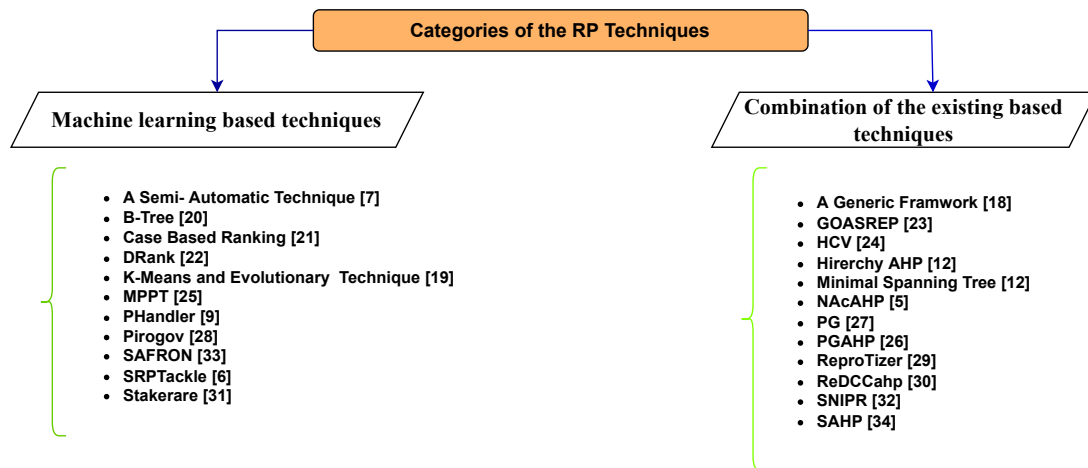 Categories of the RP Techniques
Machine learning based techniques
A Semi- Automatic Technique [7]
B-Tree [20]
Case Based Ranking [21]
DRank [22]
K-Means and Evolutionary Technique [19]
MPPT [25]
PHandler [9]
Pirogov [28]
SAFRON [33]
SRPTackle [6]
Stakerare [31]
Combination of the existing based
techniques
A Generic Framwork [18]
GOASREP [23]
HCV [24]
Hirerchy AHP [12]
Minimal Spanning Tree [12]
NAcAHP [5]
PG [27]
PGAHP [26]
ReproTizer [29]
ReDCCahp [30]
SNIPR [32]
SAHP [34]